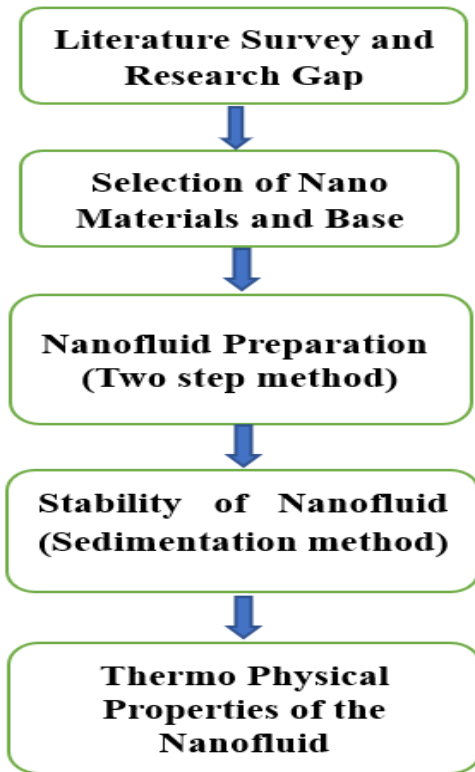 Literature Survey and
Research Gap
Selection of Nano
Materials and Base
Nanofluid Preparation
(Two step method)
Stability of Nanofluid
(Sedimentation method)
Thermo Physical
Properties of the
Nanofluid